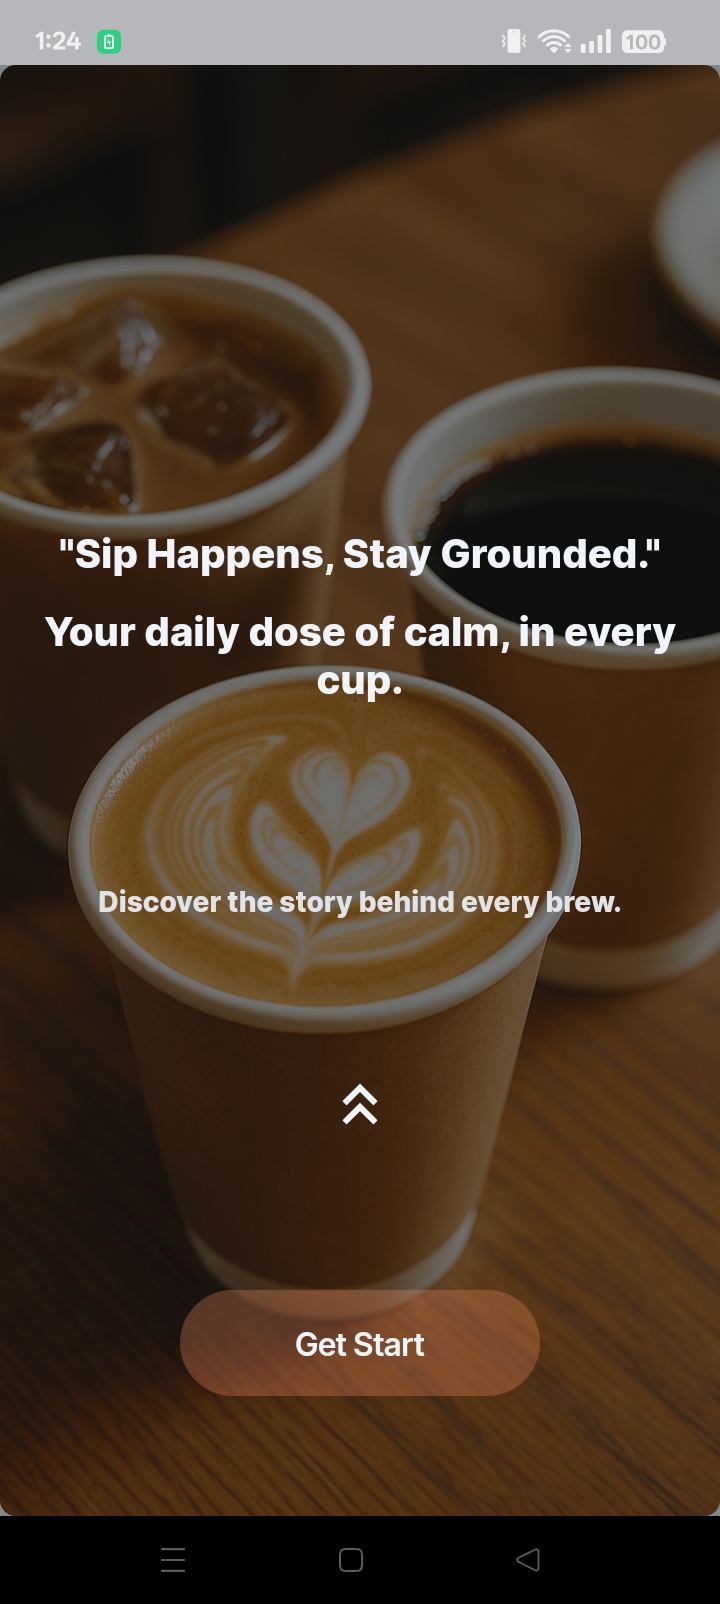 1:24
100
"Sip Happens, Stay Grounded."
Your daily dose of calm, in every
cup.
Discover the story behind every brew.
Get Start